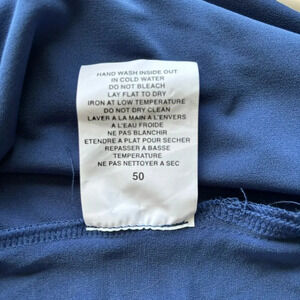 HAND WASH INSIDE OUT
IN COLD WATER
DO NOT BLEACH
LAY FLAT TO DRY
IRON AT LOW TEMPERATURE
DO NOT DRY CLEAN
LAVER A LA MAIN A L'ENVERS
A L'EAU FROIDE
NE PAS BLANCHIR
ETENDRE A PLAT POUR SECHER
REPASSER A BASSE
TEMPERATURE
NE PAS NETTOYER A SEC
50